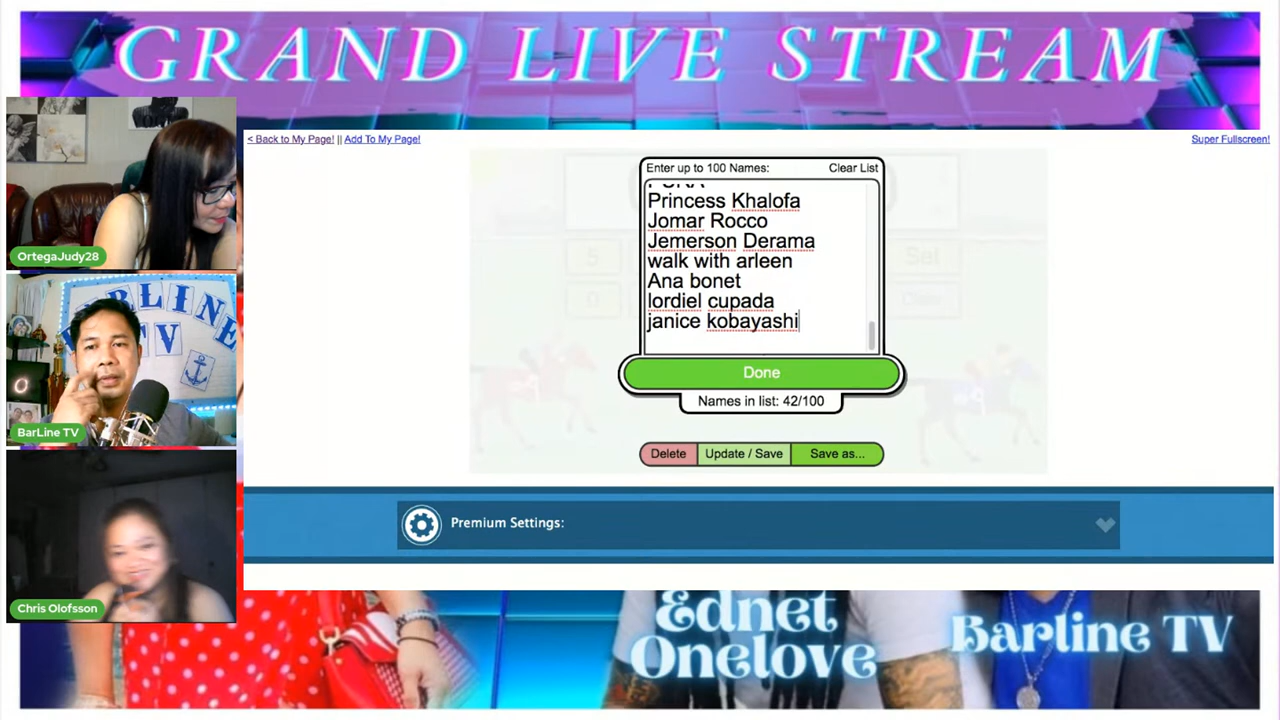 GRAND LIVE STREAM
< Back to My Page! || Add To My Page!
Super Fullscreen!
Enter up to 100 Names:
Clear List
Princess Khalofa
Jomar Rocco
Jemerson Derama
walk with arleen
Ana bonet
lordiel cupada
janice kobayashi
Done
Names in list: 42/100
Delete
Update / Save
Save as...
Premium Settings:
OrtegaJudy28
BARLINE
TV
BarLine TV
Chris Olofsson
Ednet
Onelove
Barline TV